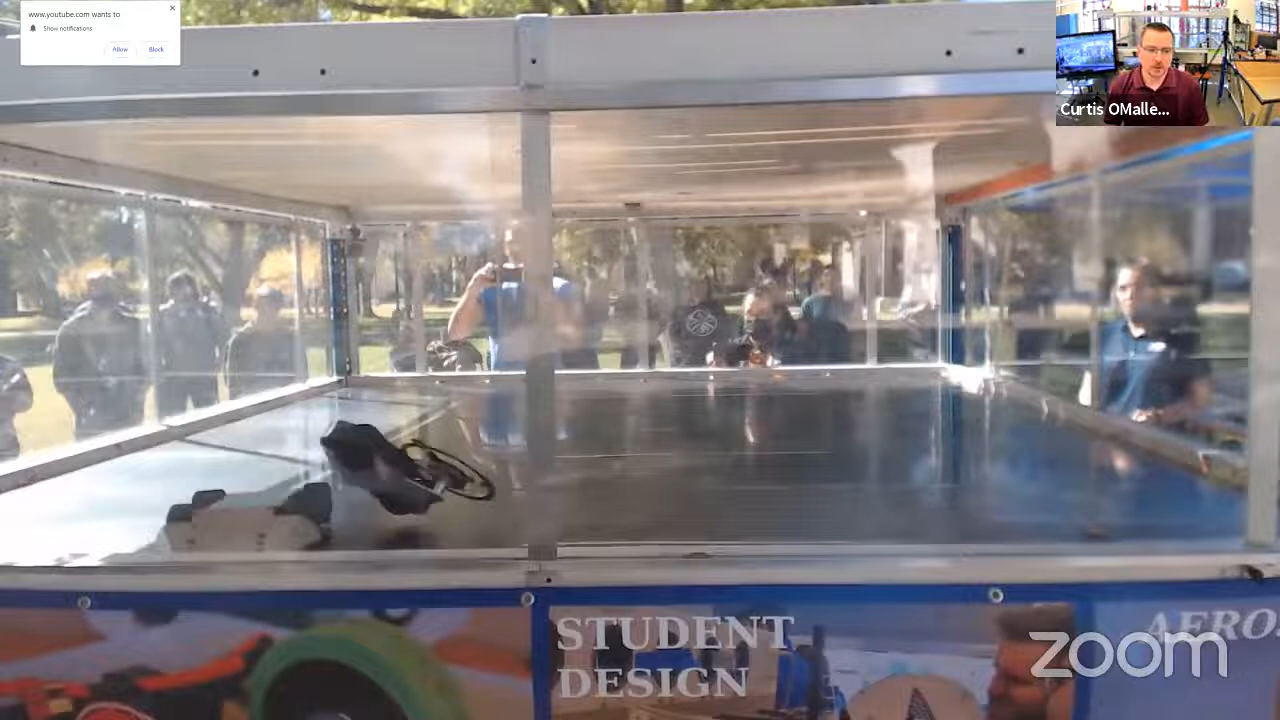 www.youtube.com wants to
Show notifications
Allow
Block
Curtis OMalle...
STUDENT
DESIGN
AERO
zoom